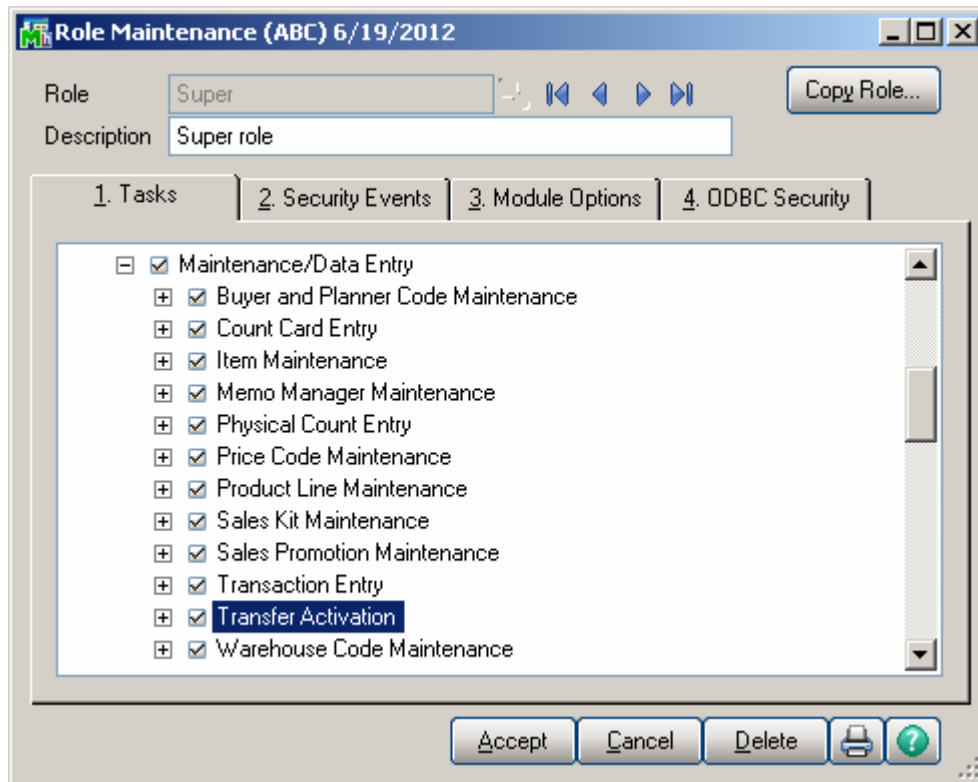 Role Maintenance (ABC) 6/19/2012
Role Super Copy Role...
Description Super role
1. Tasks 2. Security Events 3. Module Options 4. ODBC Security
Maintenance/Data Entry
Buyer and Planner Code Maintenance
Count Card Entry
Item Maintenance
Memo Manager Maintenance
Physical Count Entry
Price Code Maintenance
Product Line Maintenance
Sales Kit Maintenance
Sales Promotion Maintenance
Transaction Entry
Transfer Activation
Warehouse Code Maintenance
Accept Cancel Delete ?